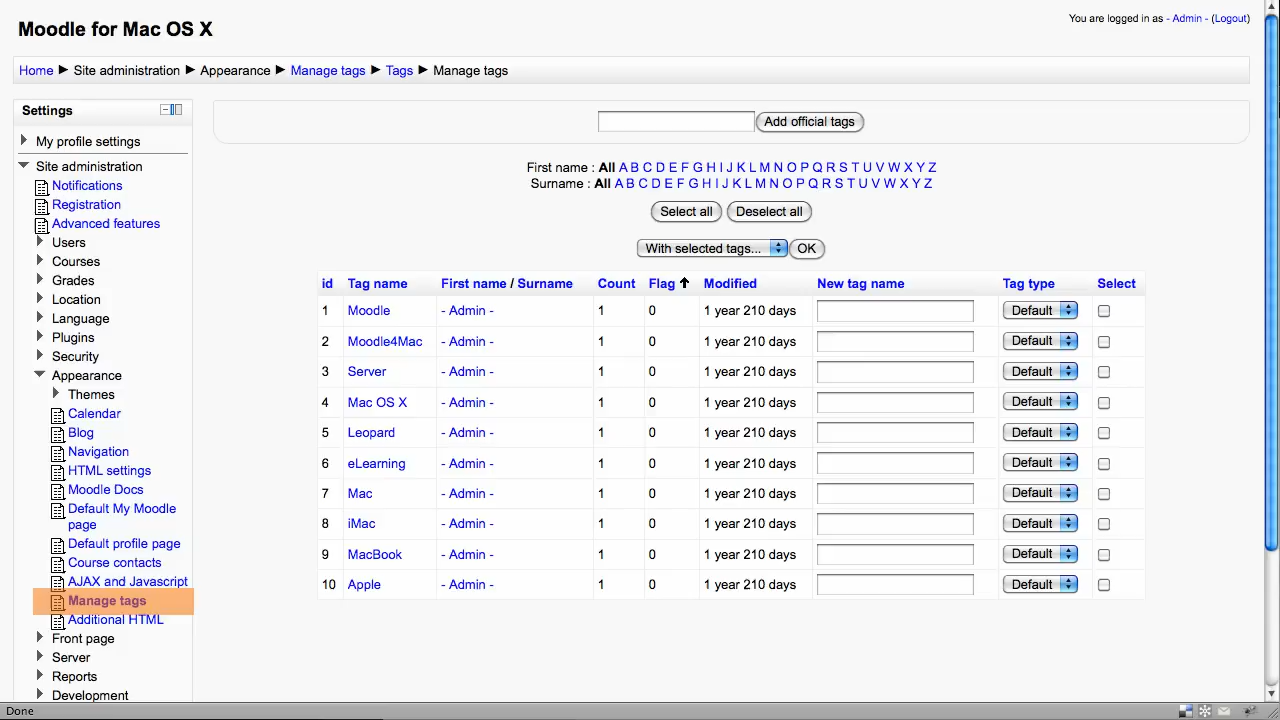 Moodle for Mac OS X
You are logged in as - Admin - (Logout)
Home ► Site administration ► Appearance ► Manage tags ► Tags ► Manage tags
Settings
My profile settings
Site administration
Notifications
Registration
Advanced features
Users
Courses
Grades
Location
Language
Plugins
Security
Appearance
Themes
Calendar
Blog
Navigation
HTML settings
Moodle Docs
Default My Moodle
page
Default profile page
Course contacts
AJAX and Javascript
Manage tags
Additional HTML
Front page
Server
Reports
Development
Add official tags
First name : All A B C D E F G H I J K L M N O P Q R S T U V W X Y Z
Surname : All A B C D E F G H I J K L M N O P Q R S T U V W X Y Z
Select all Deselect all
With selected tags... OK
id Tag name First name / Surname Count Flag ↑ Modified New tag name Tag type Select
1 Moodle - Admin - 1 0 1 year 210 days Default
2 Moodle4Mac - Admin - 1 0 1 year 210 days Default
3 Server - Admin - 1 0 1 year 210 days Default
4 Mac OS X - Admin - 1 0 1 year 210 days Default
5 Leopard - Admin - 1 0 1 year 210 days Default
6 eLearning - Admin - 1 0 1 year 210 days Default
7 Mac - Admin - 1 0 1 year 210 days Default
8 iMac - Admin - 1 0 1 year 210 days Default
9 MacBook - Admin - 1 0 1 year 210 days Default
10 Apple - Admin - 1 0 1 year 210 days Default
Done